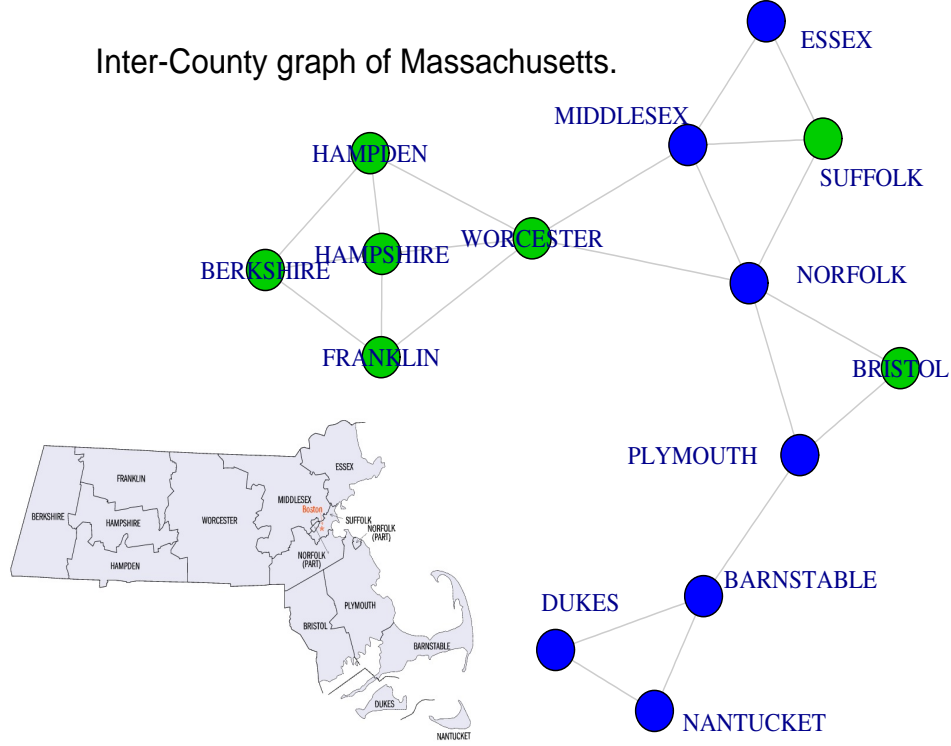 Inter-County graph of Massachusetts.
ESSEX
MIDDLESEX
HAMPDEN
SUFFOLK
WORCESTER
HAMPSHIRE
BERKSHIRE
NORFOLK
FRANKLIN
BRISTOL
PLYMOUTH
BARNSTABLE
DUKES
NANTUCKET
ESSEX
FRANKLIN
MIDDLESEX
Boston
BERKSHIRE
HAMPSHIRE
WORCESTER
SUFFOLK
NORFOLK
(PART)
NORFOLK
(PART)
HAMPDEN
PLYMOUTH
BRISTOL
BARNSTABLE
DUKES
NANTUCKET